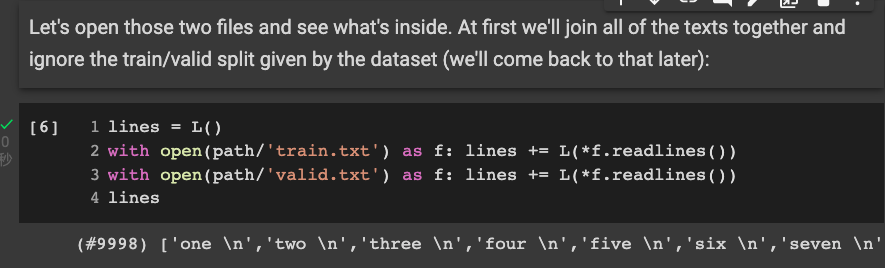 Let's open those two files and see what's inside. At first we'll join all of the texts together and
ignore the train/valid split given by the dataset (we'll come back to that later):
[6] 1 lines = L()
0 2 with open(path/'train.txt') as f: lines += L(*f.readlines())
秒 3 with open(path/'valid.txt') as f: lines += L(*f.readlines())
4 lines
(#9998) ['one \n','two \n','three \n','four \n','five \n','six \n','seven \n'